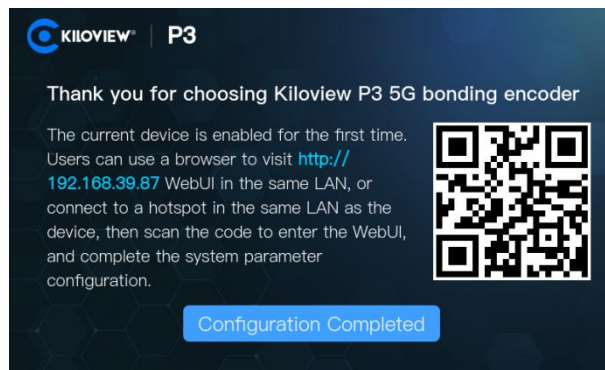 KILOVIEW® | P3
Thank you for choosing Kiloview P3 5G bonding encoder
The current device is enabled for the first time.
Users can use a browser to visit http://
192.168.39.87 WebUI in the same LAN, or
connect to a hotspot in the same LAN as the
device, then scan the code to enter the WebUI,
and complete the system parameter
configuration.
Configuration Completed